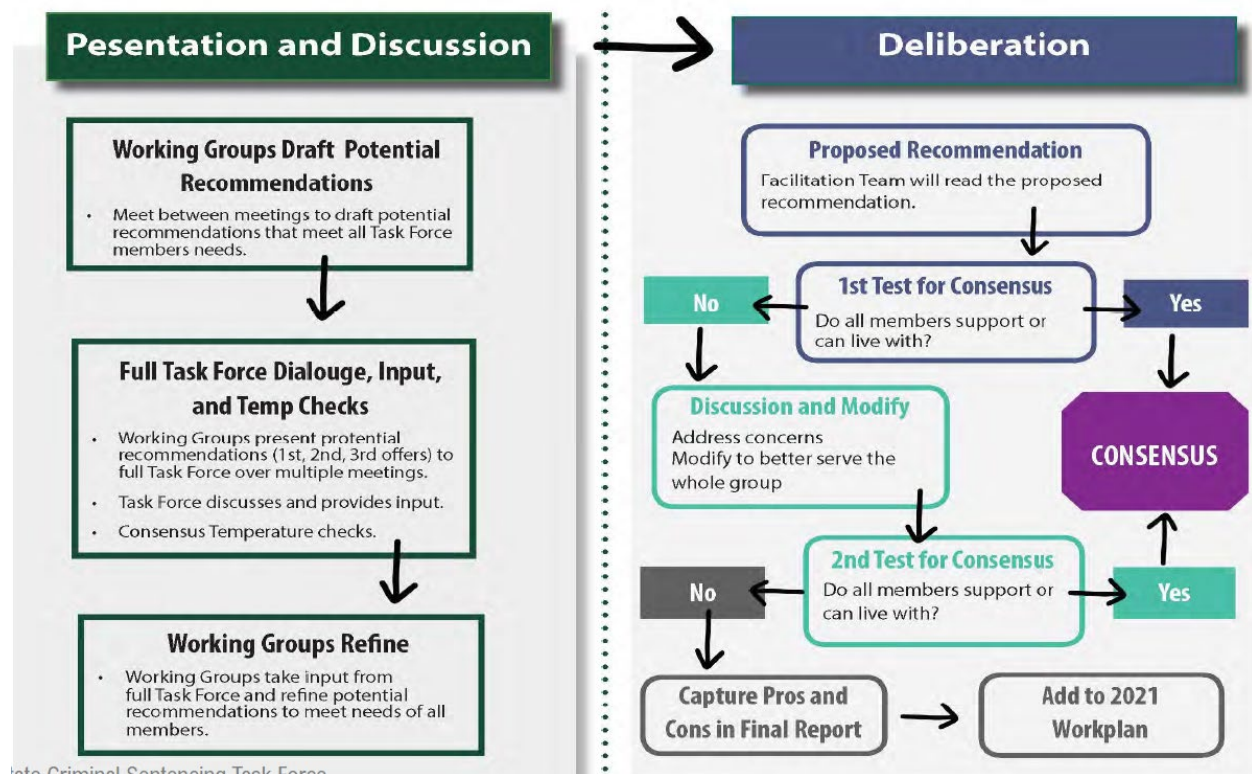 Pesentation and Discussion
Working Groups Draft Potential
Recommendations
• Meet between meetings to draft potential
recommendations that meet all Task Force
members needs.
Full Task Force Dialouge, Input,
and Temp Checks
• Working Groups present protential
recommendations (1st, 2nd, 3rd offers) to
full Task Force over multiple meetings.
• Task Force discusses and provides input.
• Consensus Temperature checks.
Working Groups Refine
• Working Groups take input from
full Task Force and refine potential
recommendations to meet needs of all
members.
Deliberation
Proposed Recommendation
Facilitation Team will read the proposed
recommendation.
1st Test for Consensus
Do all members support or
can live with?
No
Yes
Discussion and Modify
Address concerns
Modify to better serve the
whole group
CONSENSUS
2nd Test for Consensus
Do all members support or
can live with?
No
Yes
Capture Pros and
Cons in Final Report
Add to 2021
Workplan
Criminal Sentencing Task Force